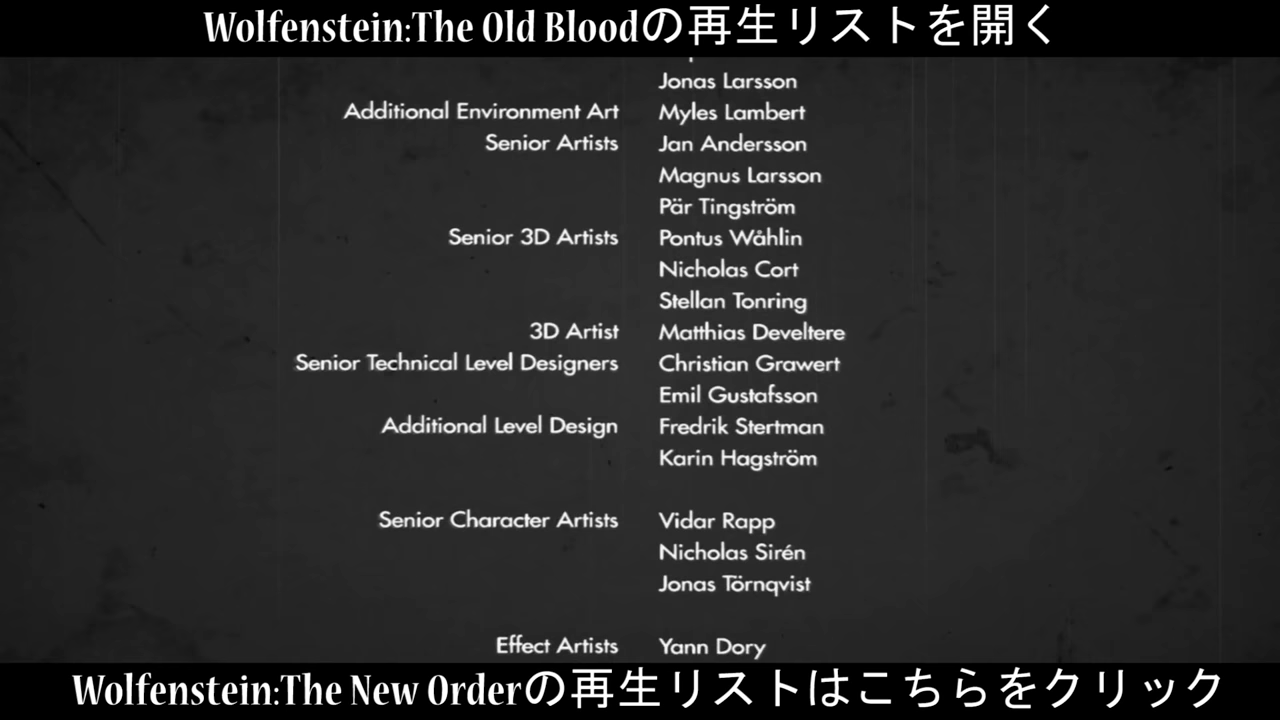 Wolfenstein:The Old Bloodの再生リストを開く
Jonas Larsson
Additional Environment Art Myles Lambert
Senior Artists Jan Andersson
Magnus Larsson
Pär Tingström
Senior 3D Artists Pontus Wåhlin
Nicholas Cort
Stellan Tonring
3D Artist Matthias Develtere
Senior Technical Level Designers Christian Grawert
Emil Gustafsson
Additional Level Design Fredrik Stertman
Karin Hagström
Senior Character Artists Vidar Rapp
Nicholas Sirén
Jonas Törnqvist
Effect Artists Yann Dory
Wolfenstein:The New Orderの再生リストはこちらをクリック